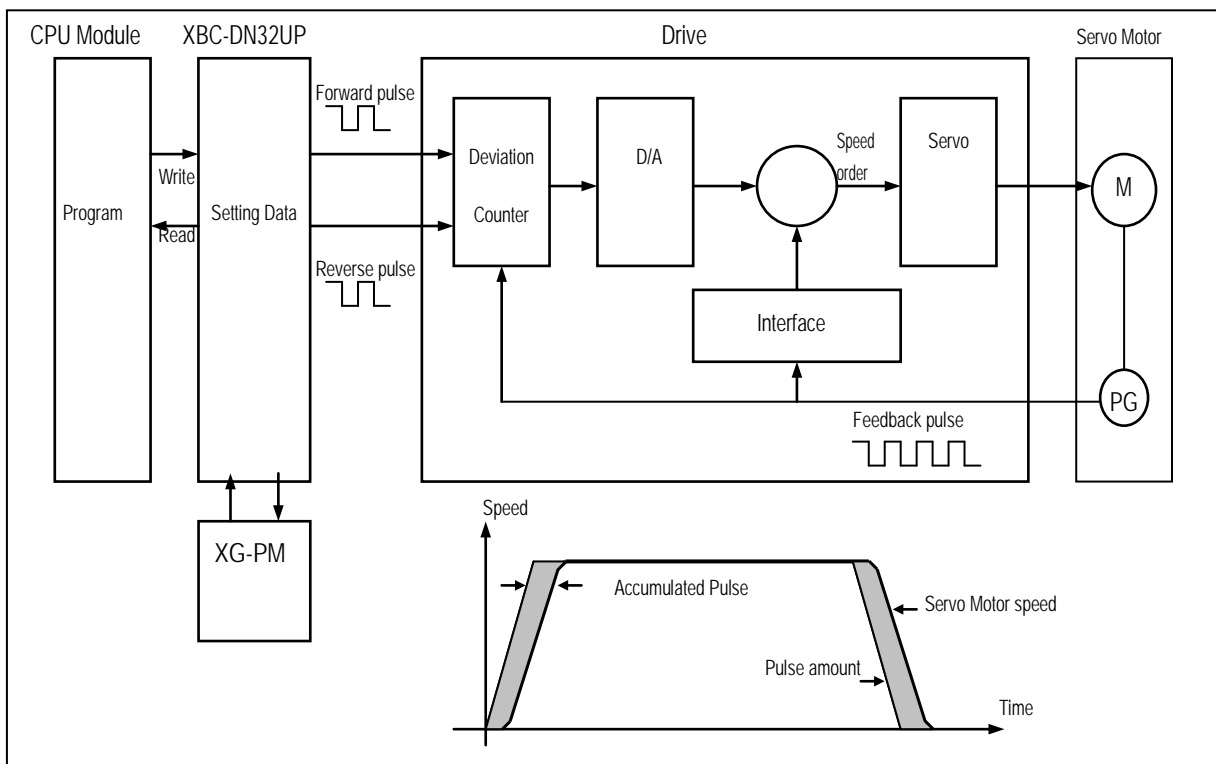 CPU Module
XBC-DN32UP
Drive
Servo Motor
Forward pulse
Deviation
Counter
D/A
Speed
order
Servo
M
Write
Program
Read
Setting Data
Reverse pulse
Interface
PG
Feedback pulse
XG-PM
Speed
Accumulated Pulse
Servo Motor speed
Pulse amount
Time